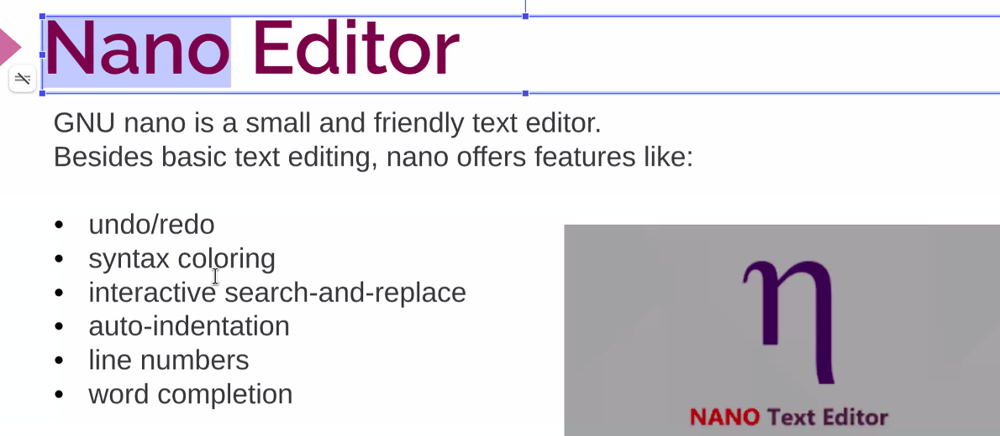 Nano Editor
GNU nano is a small and friendly text editor.
Besides basic text editing, nano offers features like:
• undo/redo
• syntax coloring
• interactive search-and-replace
• auto-indentation
• line numbers
• word completion
η
NANO Text Editor